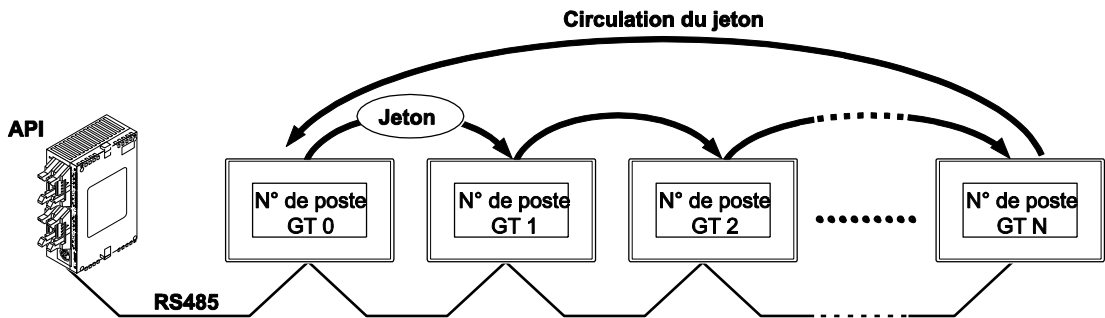 Circulation du jeton
API
Jeton
N° de poste
GT 0
N° de poste
GT 1
N° de poste
GT 2
N° de poste
GT N
RS485